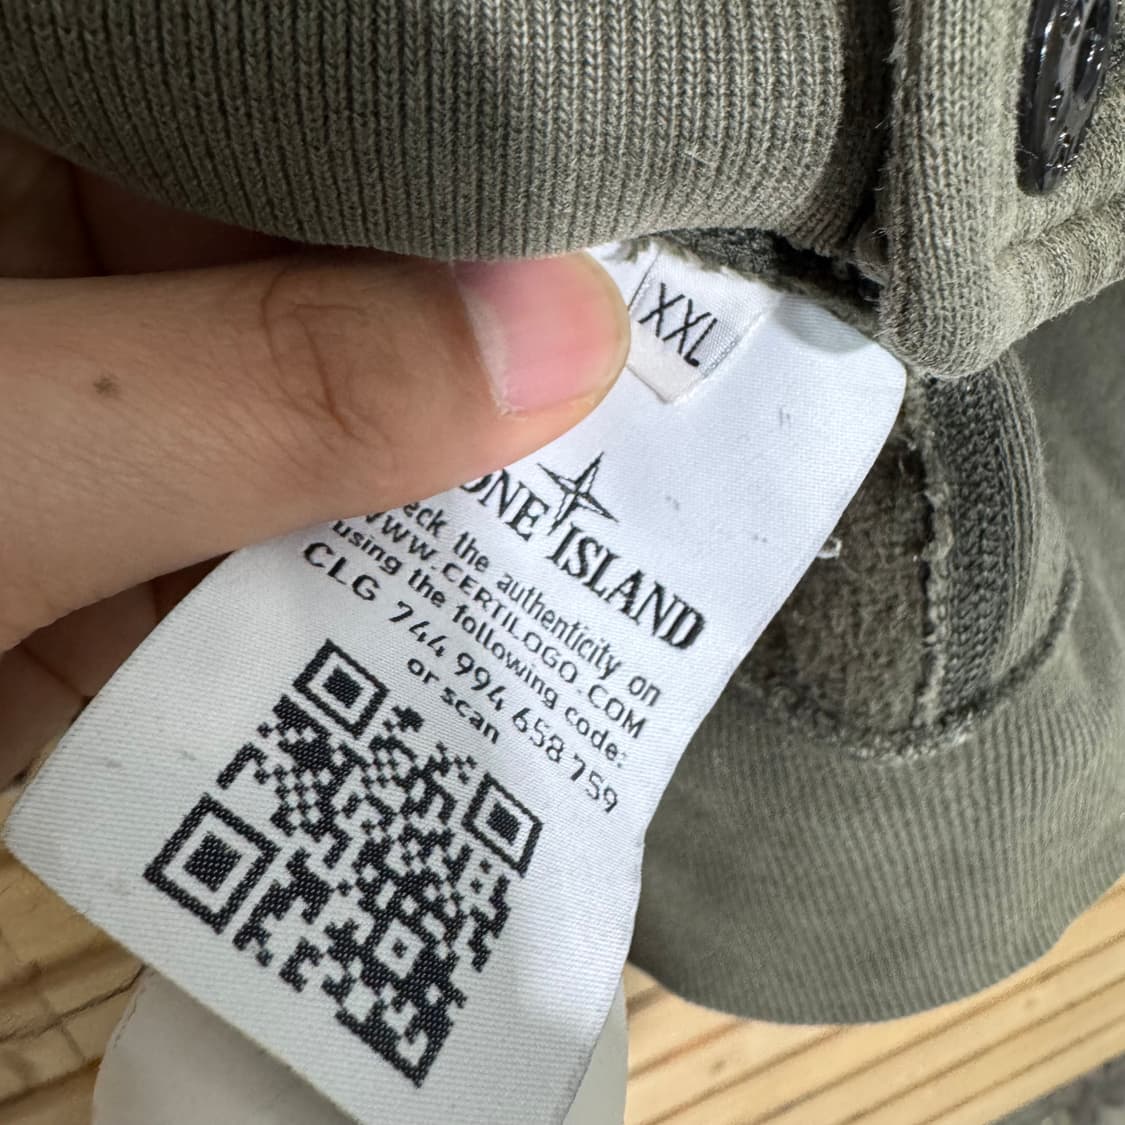 XXL
ONE ISLAND
eck the authenticity on
WWW.CERTILOGO.COM
using the following code:
CLG 744 994 658 759
or scan